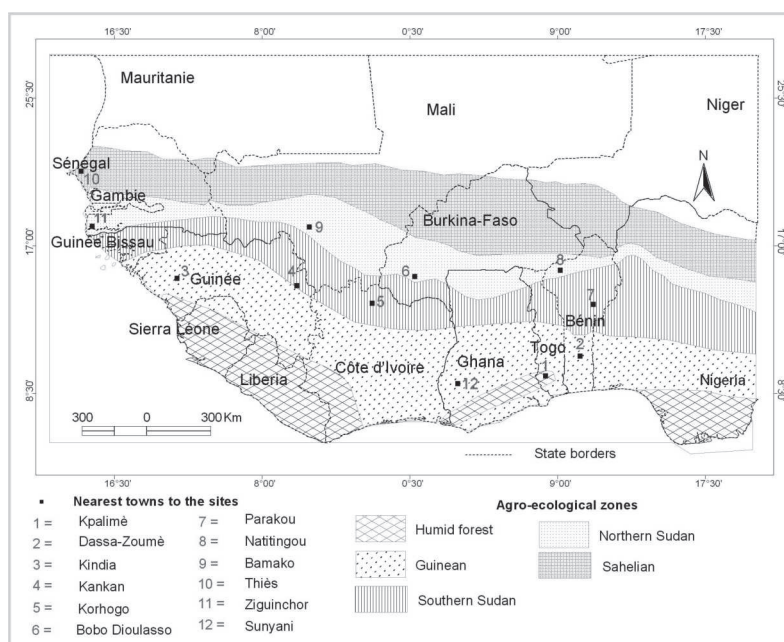 16°30' 8°00' 0°30' 9°00' 17°30'
25°30' 25°30'
Mauritanie
Mali
Niger
N
Sénégal
10
Gambie
11
Burkina-Faso
17°00' 17°00'
Guinée Bissau
9
8
3 Guinée
4
6
5
7
Bénin
Sierra Léone
Togo
2
Côte d'Ivoire
Ghana
1
Liberia
12
Nigeria
8°30' 8°30'
300 0 300 Km
State borders
16°30' 8°00' 0°30' 9°00' 17°30'
Nearest towns to the sites
1 = Kpalimè
2 = Dassa-Zoumè
3 = Kindia
4 = Kankan
5 = Korhogo
6 = Bobo Dioulasso
7 = Parakou
8 = Natitingou
9 = Bamako
10 = Thiès
11 = Ziguinchor
12 = Sunyani
Agro-ecological zones
Humid forest
Guinean
Southern Sudan
Northern Sudan
Sahelian